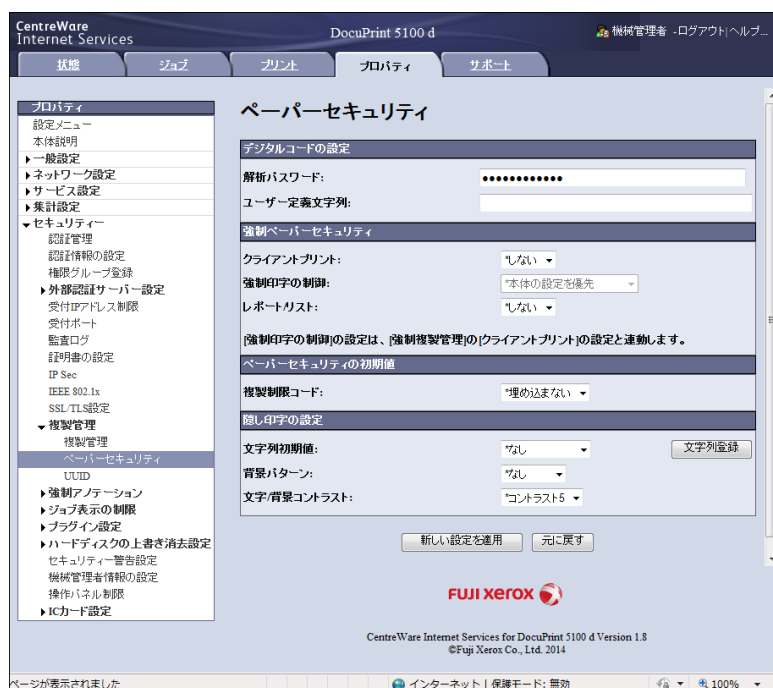 CentreWare
Internet Services
DocuPrint 5100 d
機械管理者 -ログアウト|ヘルプ...
状態
ジョブ
プリント
プロパティ
サポート
プロパティ
設定メニュー
本体説明
一般設定
ネットワーク設定
サービス設定
集計設定
セキュリティー
認証管理
認証情報の設定
権限グループ登録
外部認証サーバー設定
受付IPアドレス制限
受付ポート
監査ログ
証明書の設定
IP Sec
IEEE 802.1x
SSL/TLS設定
複製管理
複製管理
ペーパーセキュリティ
UUID
強制アノテーション
ジョブ表示の制限
プラグイン設定
ハードディスクの上書き消去設定
セキュリティー警告設定
機械管理者情報の設定
操作パネル制限
ICカード設定
ペーパーセキュリティ
デジタルコードの設定
解析パスワード:
●●●●●●●●●●●●
ユーザー定義文字列:
強制ペーパーセキュリティ
クライアントプリント: *しない
強制印字の制御: *本体の設定を優先
レポート/リスト: *しない
[強制印字の制御]の設定は、[強制複製管理]の[クライアントプリント]の設定と連動します。
ペーパーセキュリティの初期値
複製制限コード: *埋め込まない
隠し印字の設定
文字列初期値: *なし 文字列登録
背景パターン: *なし
文字/背景コントラスト: *コントラスト5
新しい設定を適用 元に戻す
FUJI xerox
CentreWare Internet Services for DocuPrint 5100 d Version 1.8
©Fuji Xerox Co., Ltd. 2014
ページが表示されました インターネット | 保護モード: 無効 100%